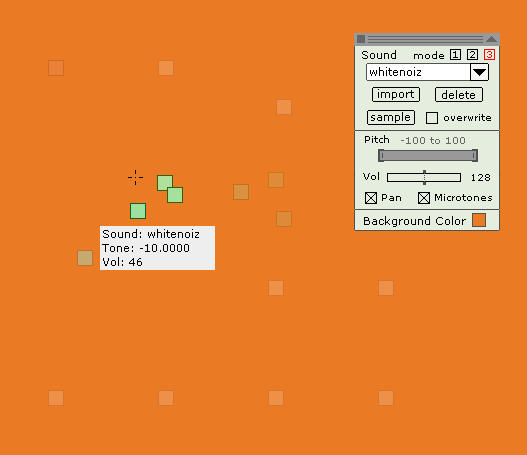 Sound mode 1 2 3
whitenoiz
import delete
sample overwrite
Pitch -100 to 100
Vol 128
Pan Microtones
Background Color
Sound: whitenoiz
Tone: -10.0000
Vol: 46